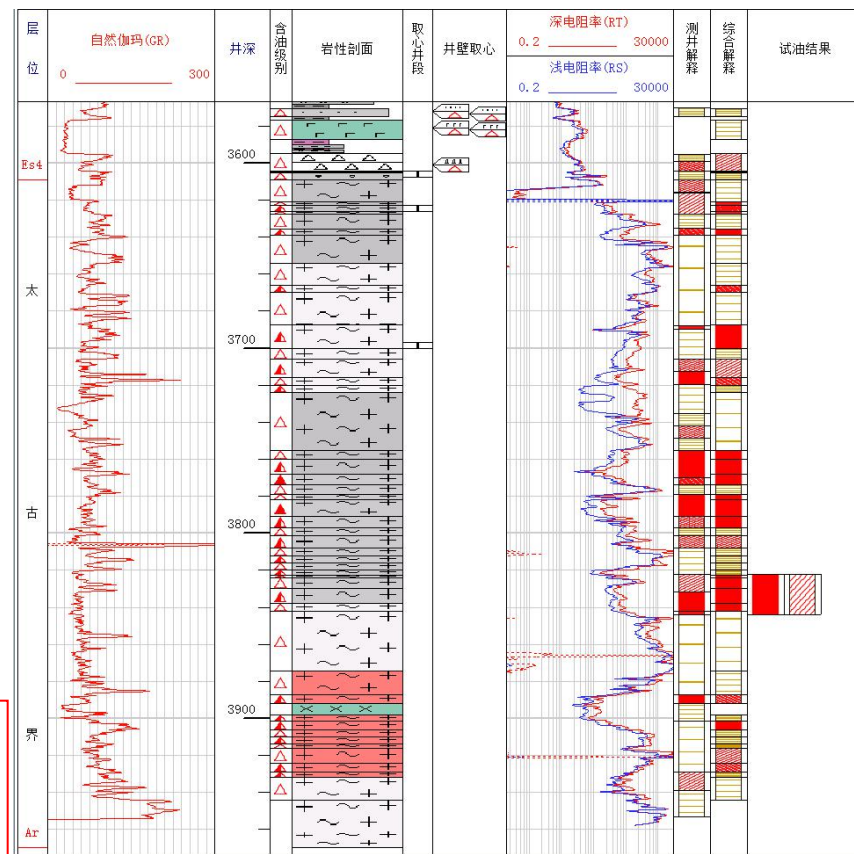 层位
自然伽玛(GR)
0 300
井深
含油级别
岩性剖面
取心井段
井壁取心
深电阻率(RT)
0.2 30000
浅电阻率(RS)
0.2 30000
测井解释
综合解释
试油结果
Es4
太
古
界
Ar
3600
3700
3800
3900